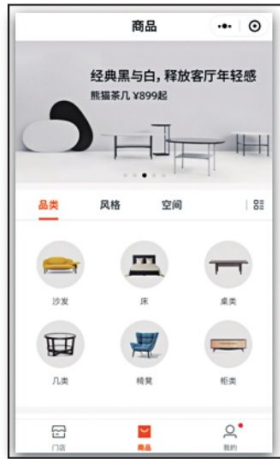 商品
经典黑与白，释放客厅年轻感
熊猫茶几 ¥899起
品类
风格
空间
沙发
床
桌类
几类
椅凳
柜类
门店
商品
我的